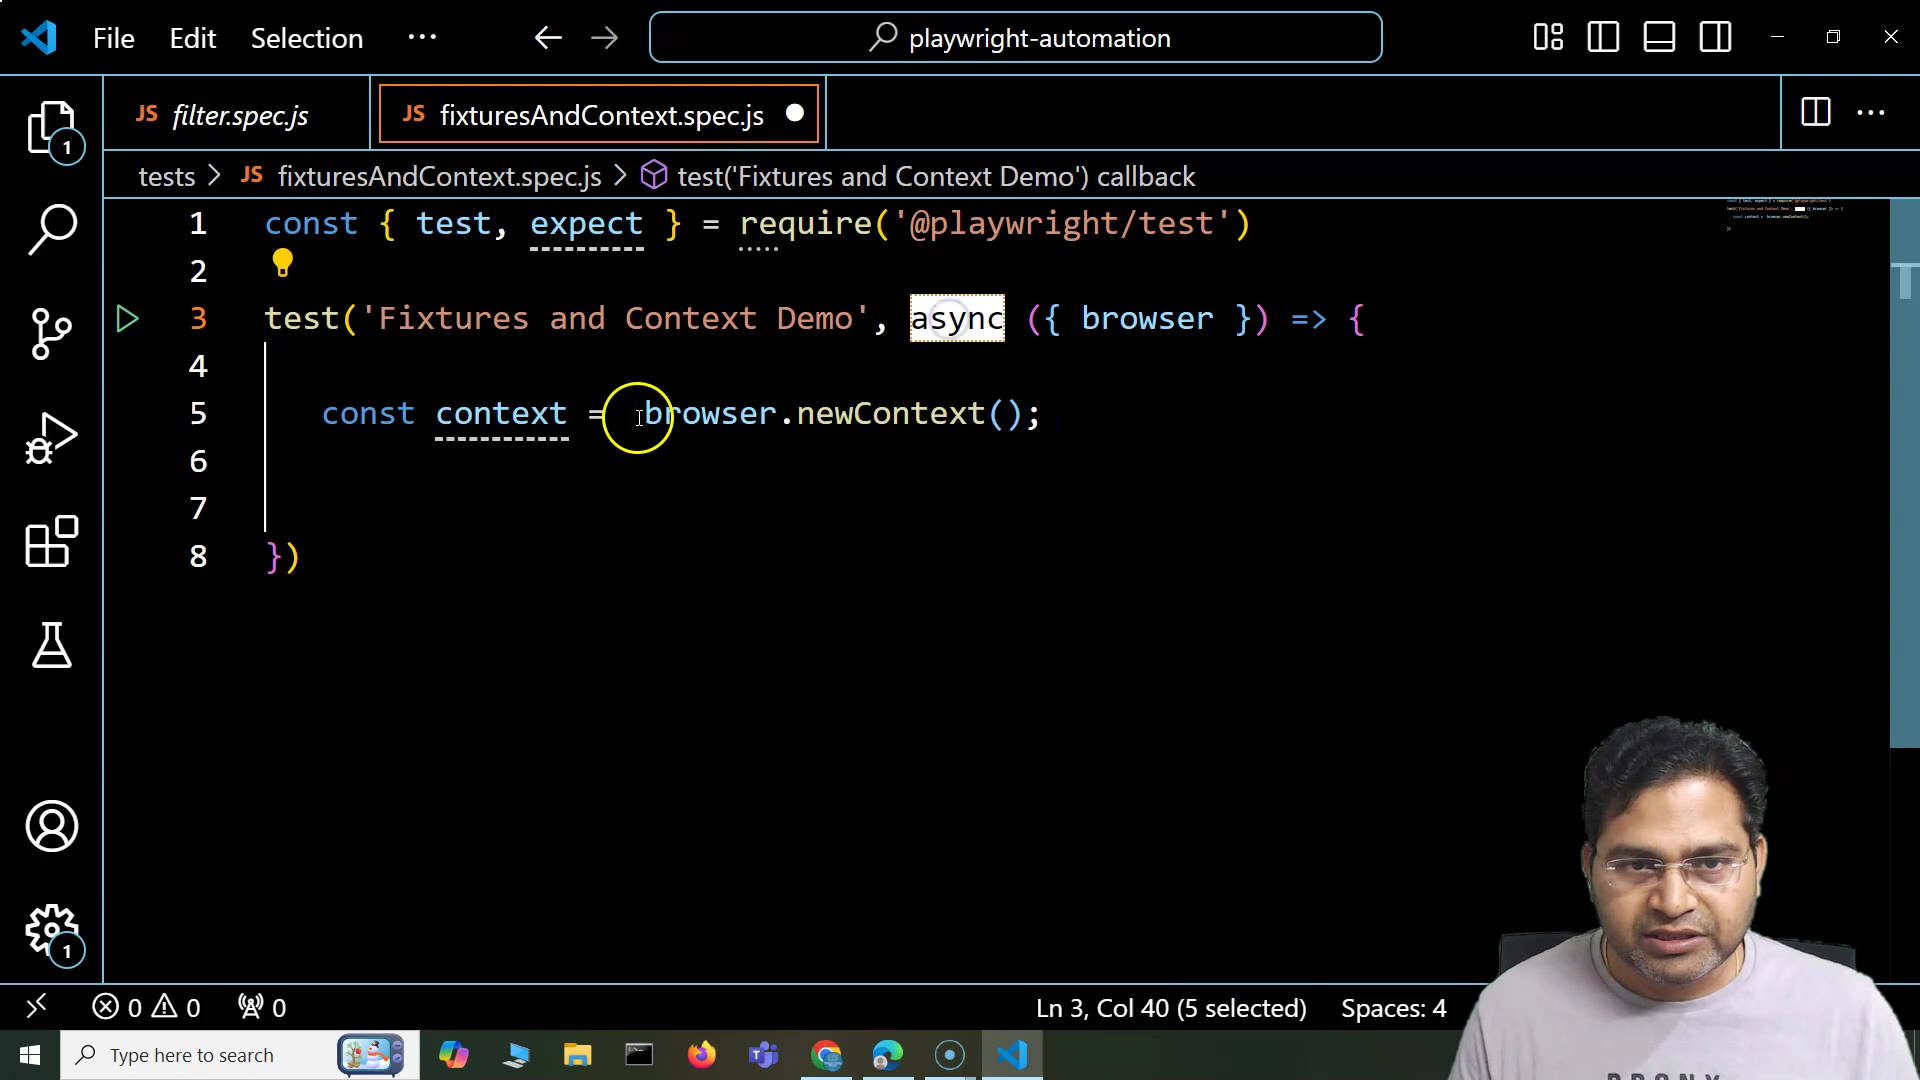 File Edit Selection ··· playwright-automation
JS filter.spec.js JS fixturesAndContext.spec.js
tests > JS fixturesAndContext.spec.js > test('Fixtures and Context Demo') callback
1 const { test, expect } = require('@playwright/test')
2
3 test('Fixtures and Context Demo', async ({ browser }) => {
4
5 const context = browser.newContext();
6
7
8 })
1
1
0 0 0 Ln 3, Col 40 (5 selected) Spaces: 4
Type here to search